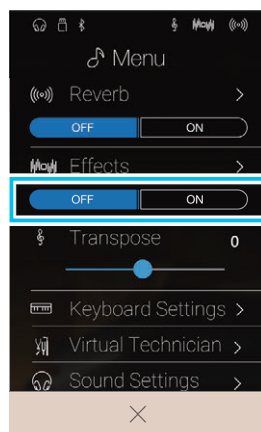 Menu
Reverb
OFF ON
Effects
OFF ON
Transpose 0
Keyboard Settings
Virtual Technician
Sound Settings